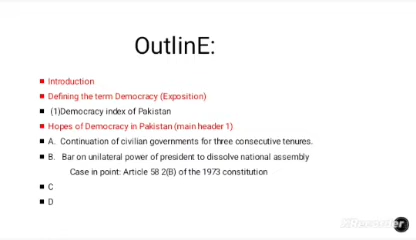 OutlinE:
Introduction
Defining the term Democracy (Exposition)
(1)Democracy index of Pakistan
Hopes of Democracy in Pakistan (main header 1)
A. Continuation of civilian governments for three consecutive tenures.
B. Bar on unilateral power of president to dissolve national assembly
Case in point: Article 58 2(B) of the 1973 constitution
C
D